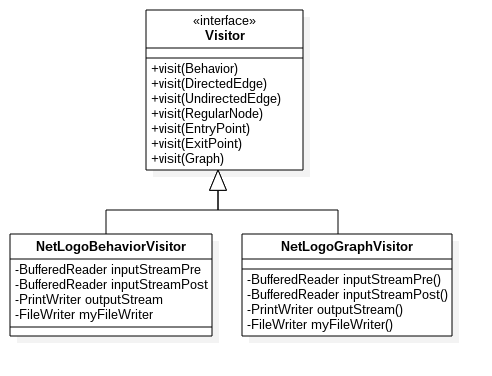 «interface»
Visitor
+visit(Behavior)
+visit(DirectedEdge)
+visit(UndirectedEdge)
+visit(RegularNode)
+visit(EntryPoint)
+visit(ExitPoint)
+visit(Graph)
NetLogoBehaviorVisitor
-BufferedReader inputStreamPre
-BufferedReader inputStreamPost
-PrintWriter outputStream
-FileWriter myFileWriter
NetLogoGraphVisitor
-BufferedReader inputStreamPre()
-BufferedReader inputStreamPost()
-PrintWriter outputStream()
-FileWriter myFileWriter()